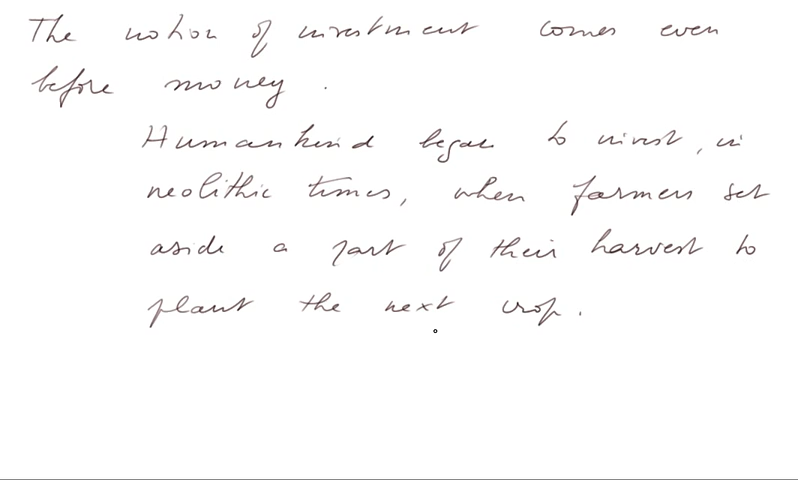 The notion of investment comes even
before money.
Humankind began to invest, in
neolithic times, when farmers set
aside a part of their harvest to
plant the next crop.